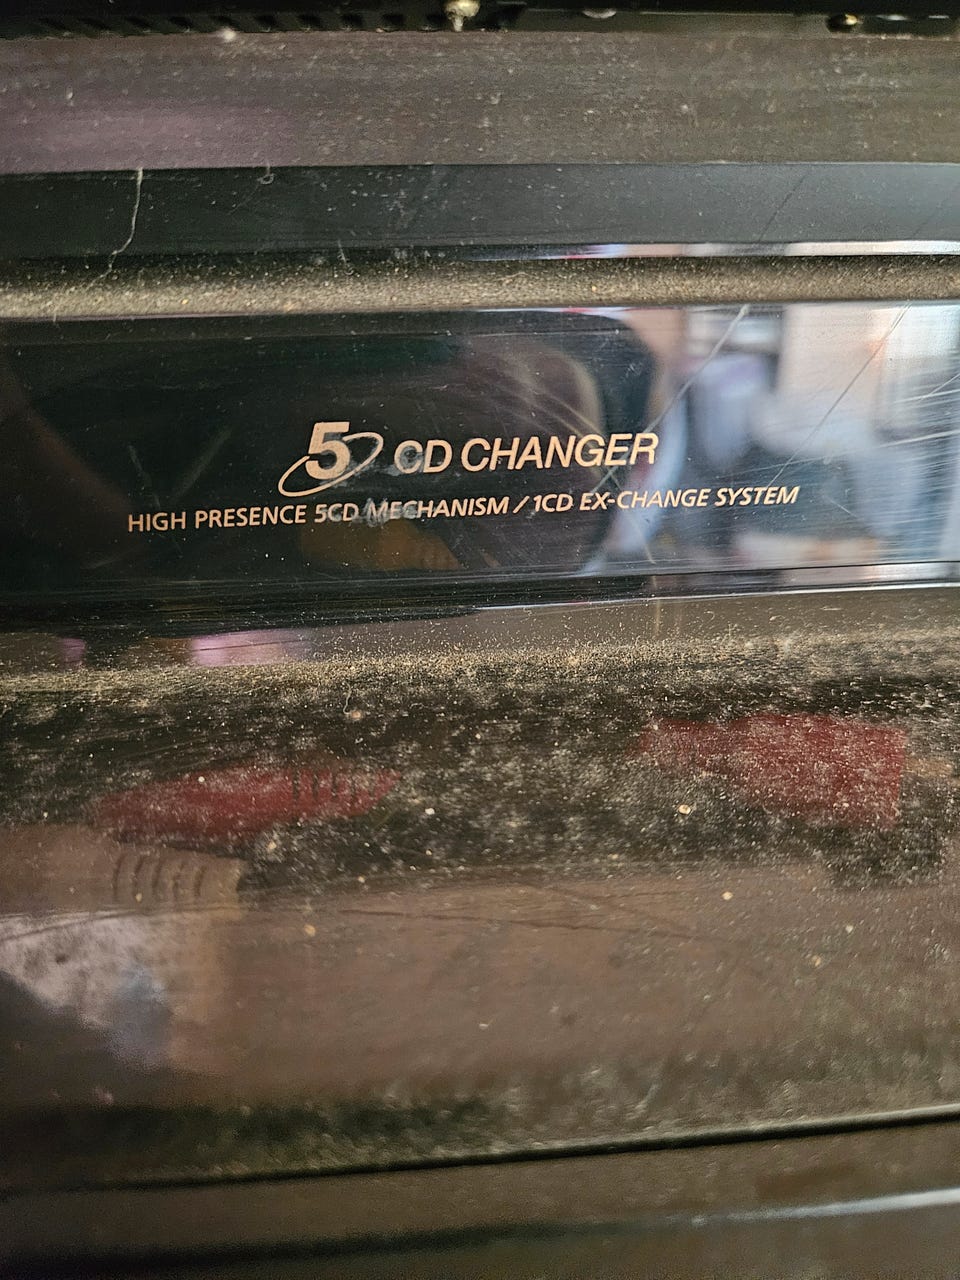 5 CD CHANGER
HIGH PRESENCE 5CD MECHANISM / 1CD EX-CHANGE SYSTEM